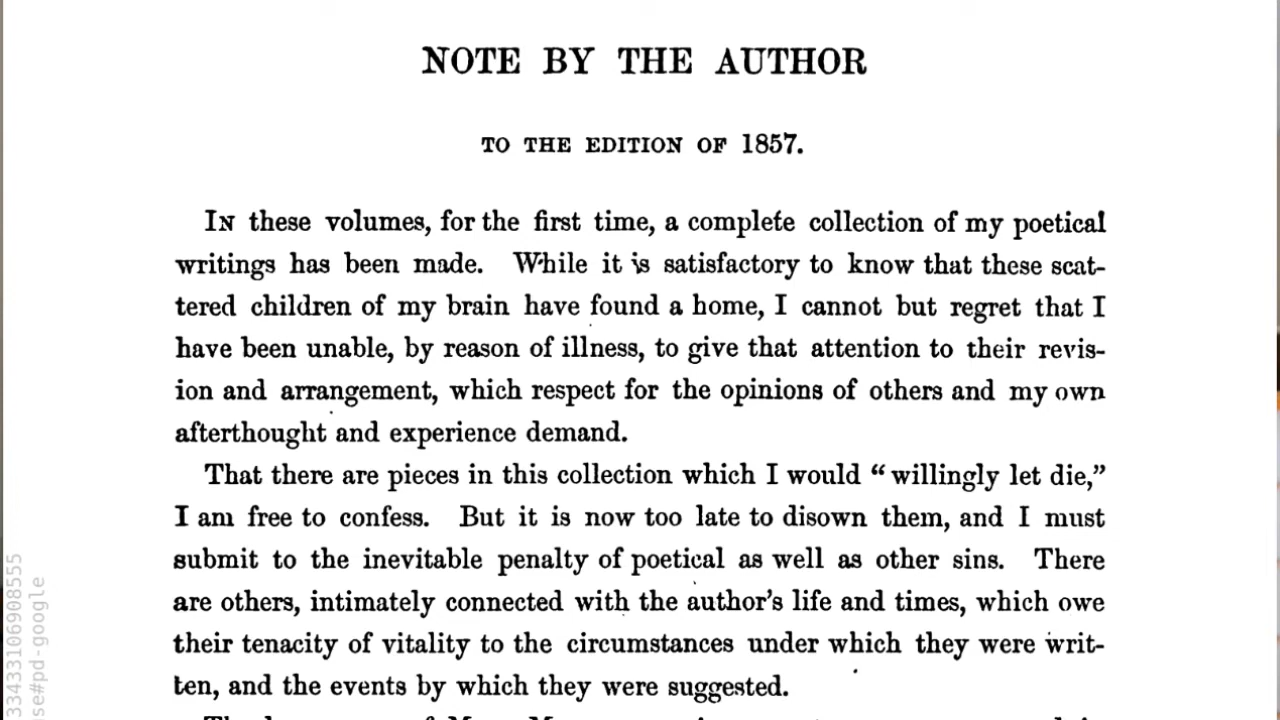 NOTE BY THE AUTHOR
TO THE EDITION OF 1857.
IN these volumes, for the first time, a complete collection of my poetical
writings has been made. While it is satisfactory to know that these scat-
tered children of my brain have found a home, I cannot but regret that I
have been unable, by reason of illness, to give that attention to their revis-
ion and arrangement, which respect for the opinions of others and my own
afterthought and experience demand.
That there are pieces in this collection which I would “willingly let die,”
I am free to confess. But it is now too late to disown them, and I must
submit to the inevitable penalty of poetical as well as other sins. There
are others, intimately connected with the author's life and times, which owe
their tenacity of vitality to the circumstances under which they were writ-
ten, and the events by which they were suggested.
33433106908555
use#pd-google